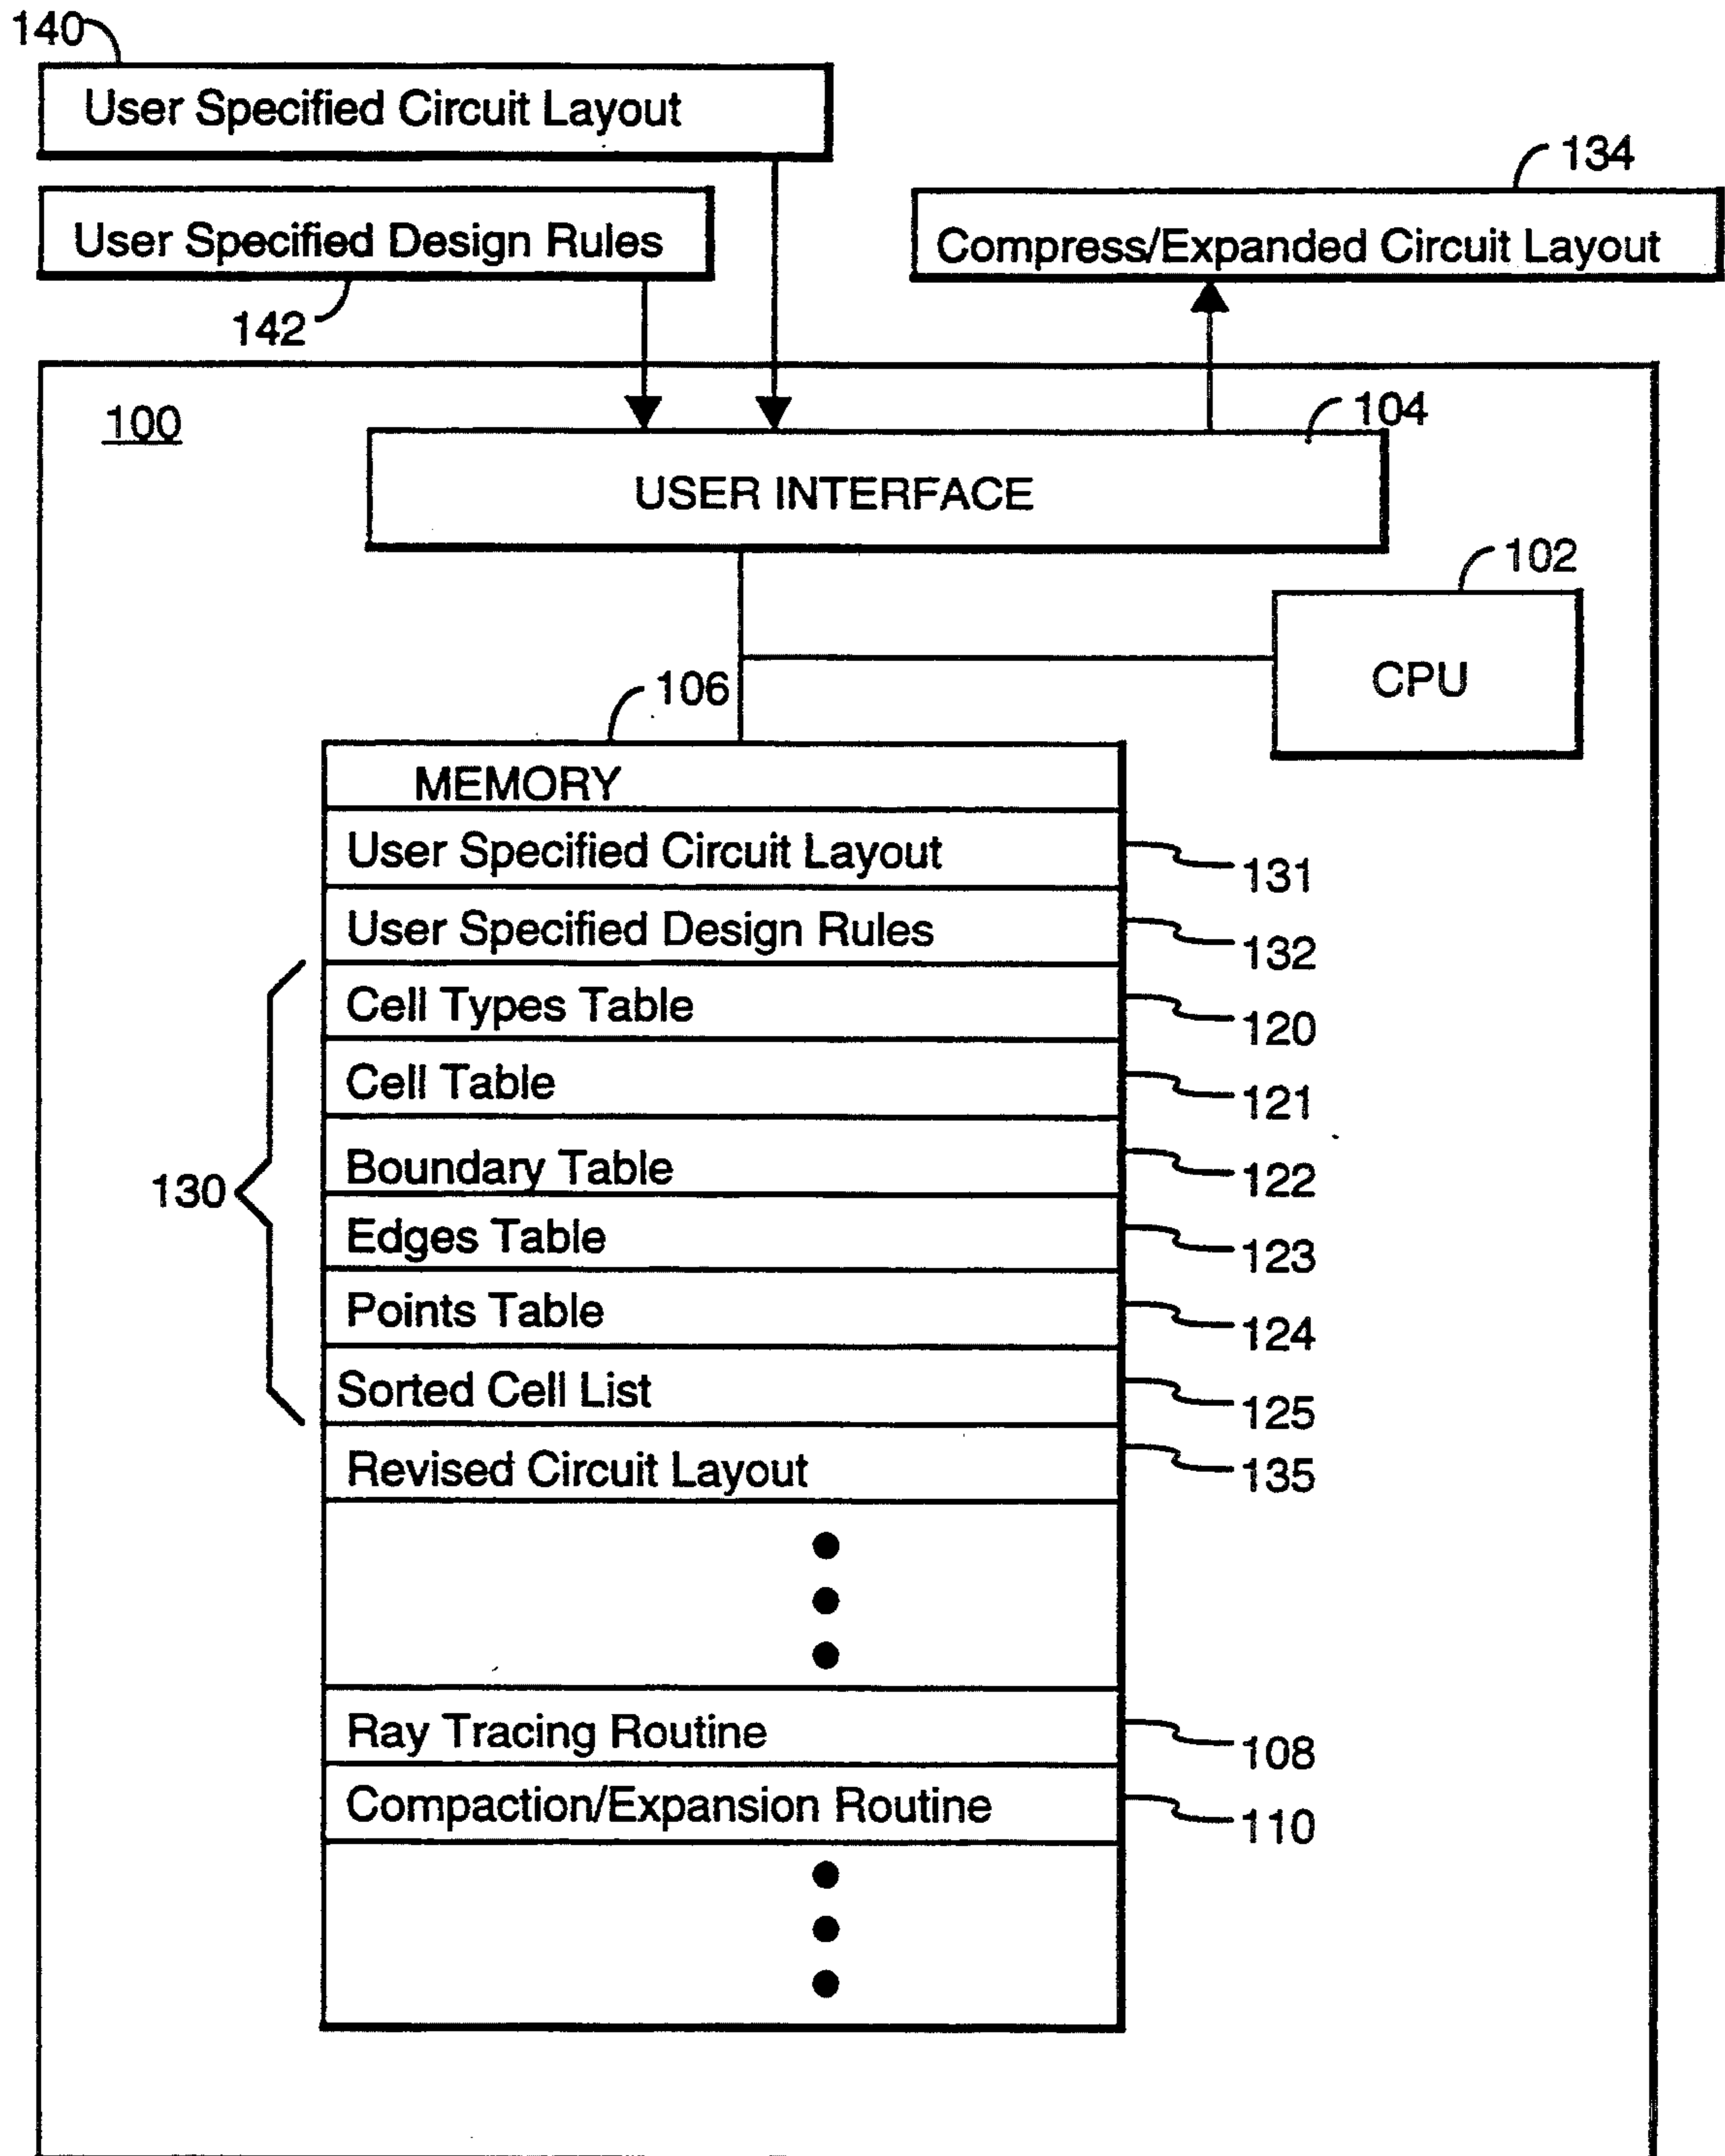 140
User Specified Circuit Layout
134
User Specified Design Rules
Compress/Expanded Circuit Layout
142
100
104
USER INTERFACE
102
CPU
106
MEMORY
User Specified Circuit Layout
131
User Specified Design Rules
132
Cell Types Table
120
Cell Table
121
130
Boundary Table
122
Edges Table
123
Points Table
124
Sorted Cell List
125
Revised Circuit Layout
135
Ray Tracing Routine
108
Compaction/Expansion Routine
110